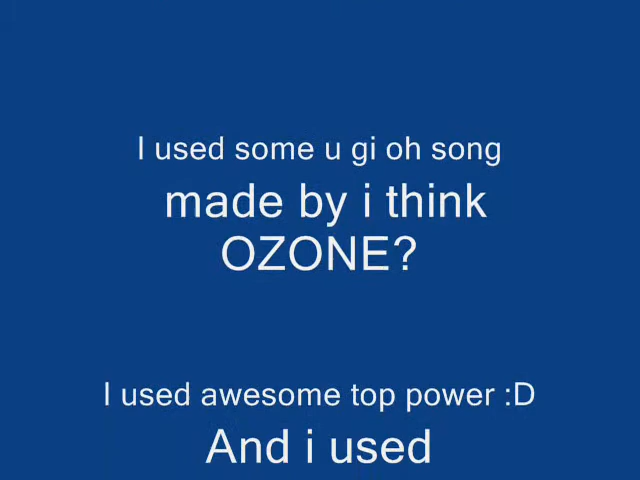 I used some u gi oh song
made by i think
OZONE?
I used awesome top power :D
And i used